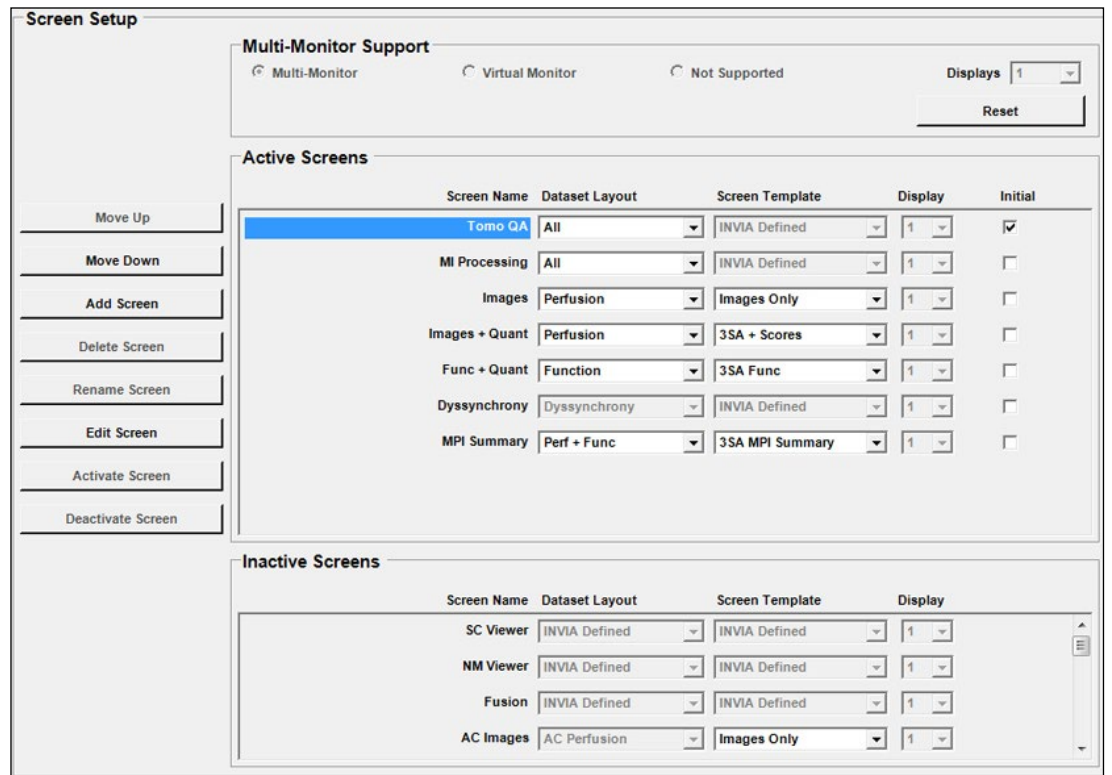 Screen Setup
Multi-Monitor Support
Multi-Monitor Virtual Monitor Not Supported Displays 1
Reset
Active Screens
Screen Name Dataset Layout Screen Template Display Initial
Move Up
Move Down
Add Screen
Delete Screen
Rename Screen
Edit Screen
Activate Screen
Deactivate Screen
Tomo QA All INVIA Defined 1
MI Processing All INVIA Defined 1
Images Perfusion Images Only 1
Images + Quant Perfusion 3SA + Scores 1
Func + Quant Function 3SA Func 1
Dyssynchrony Dyssynchrony INVIA Defined 1
MPI Summary Perf + Func 3SA MPI Summary 1
Inactive Screens
Screen Name Dataset Layout Screen Template Display
SC Viewer INVIA Defined INVIA Defined 1
NM Viewer INVIA Defined INVIA Defined 1
Fusion INVIA Defined INVIA Defined 1
AC Images AC Perfusion Images Only 1